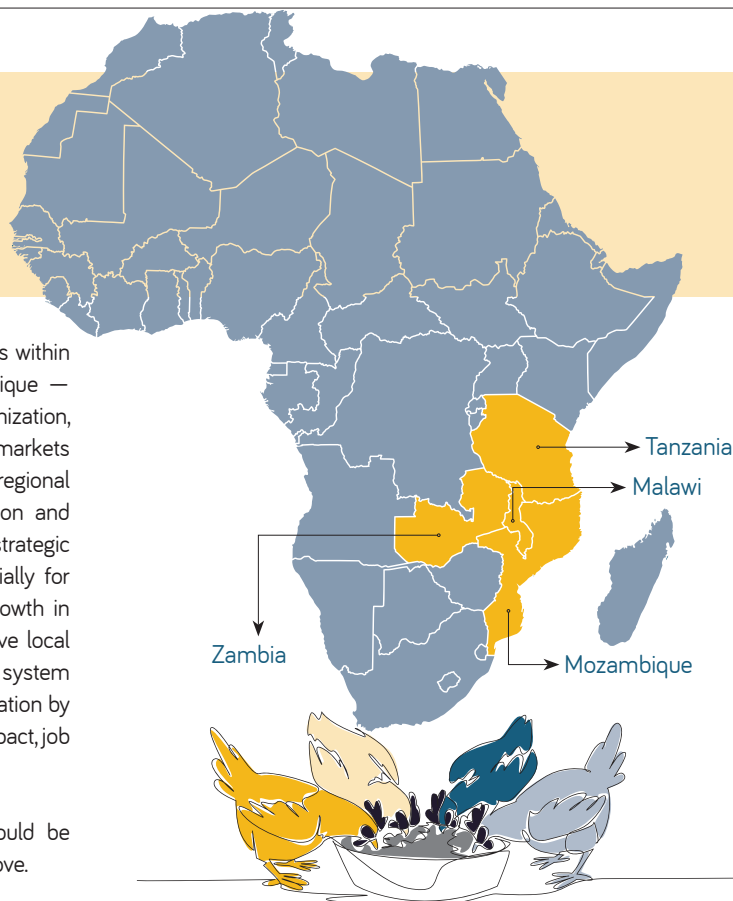 s within
ique —
nization,
markets
regional
on and
strategic
ially for
owth in
ve local
system
ation by
pact, job
ould be
ove.
Tanzania
Malawi
Zambia
Mozambique